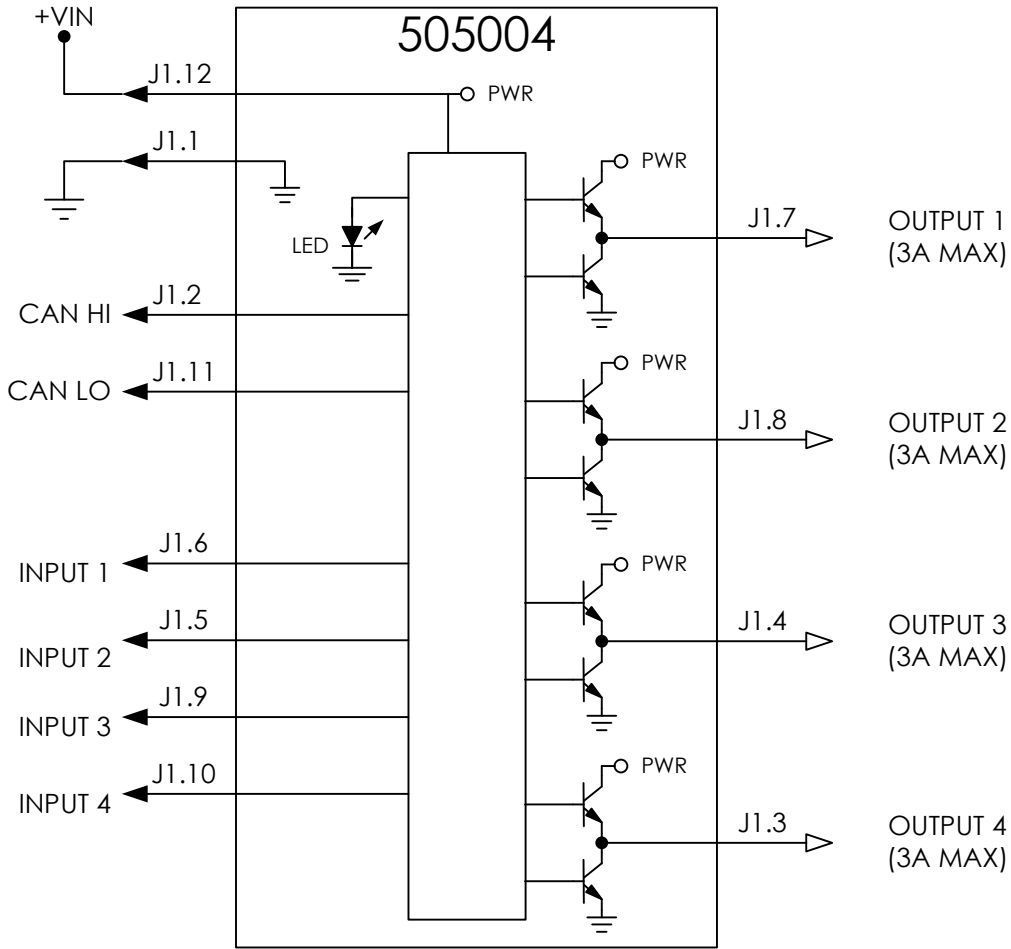 +VIN
505004
J1.12
PWR
J1.1
PWR
J1.7
OUTPUT 1
(3A MAX)
LED
J1.2
CAN HI
PWR
J1.11
CAN LO
J1.8
OUTPUT 2
(3A MAX)
J1.6
INPUT 1
PWR
J1.5
INPUT 2
J1.4
OUTPUT 3
(3A MAX)
J1.9
INPUT 3
J1.10
INPUT 4
PWR
J1.3
OUTPUT 4
(3A MAX)